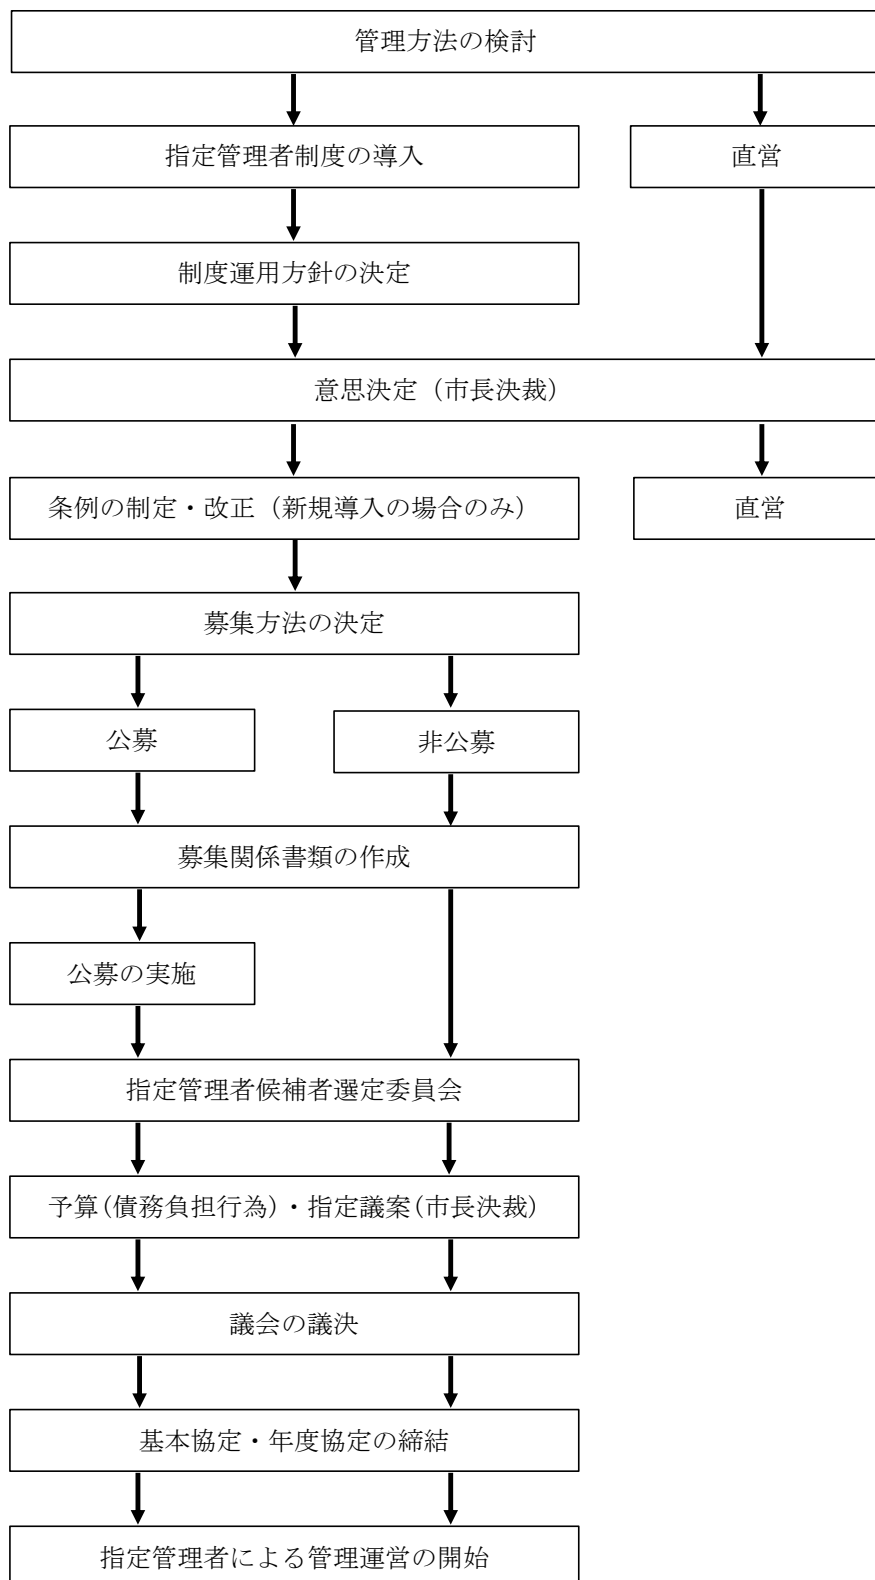 管理方法の検討
指定管理者制度の導入
直営
制度運用方針の決定
意思決定（市長決裁）
条例の制定・改正（新規導入の場合のみ）
直営
募集方法の決定
公募
非公募
募集関係書類の作成
公募の実施
指定管理者候補者選定委員会
予算(債務負担行為)・指定議案(市長決裁)
議会の議決
基本協定・年度協定の締結
指定管理者による管理運営の開始